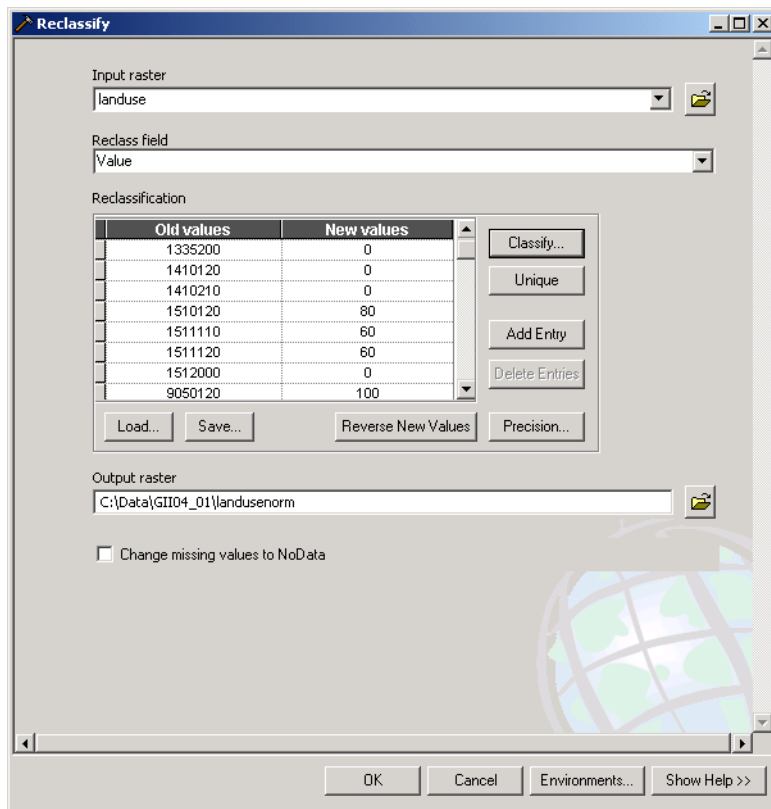 Reclassify
Input raster
landuse
Reclass field
Value
Reclassification
Old values New values
1335200 0
1410120 0
1410210 0
1510120 80
1511110 60
1511120 60
1512000 0
9050120 100
Classify...
Unique
Add Entry
Delete Entries
Load... Save... Reverse New Values Precision...
Output raster
C:\Data\GII04_01\landusenorm
Change missing values to NoData
OK Cancel Environments... Show Help >>